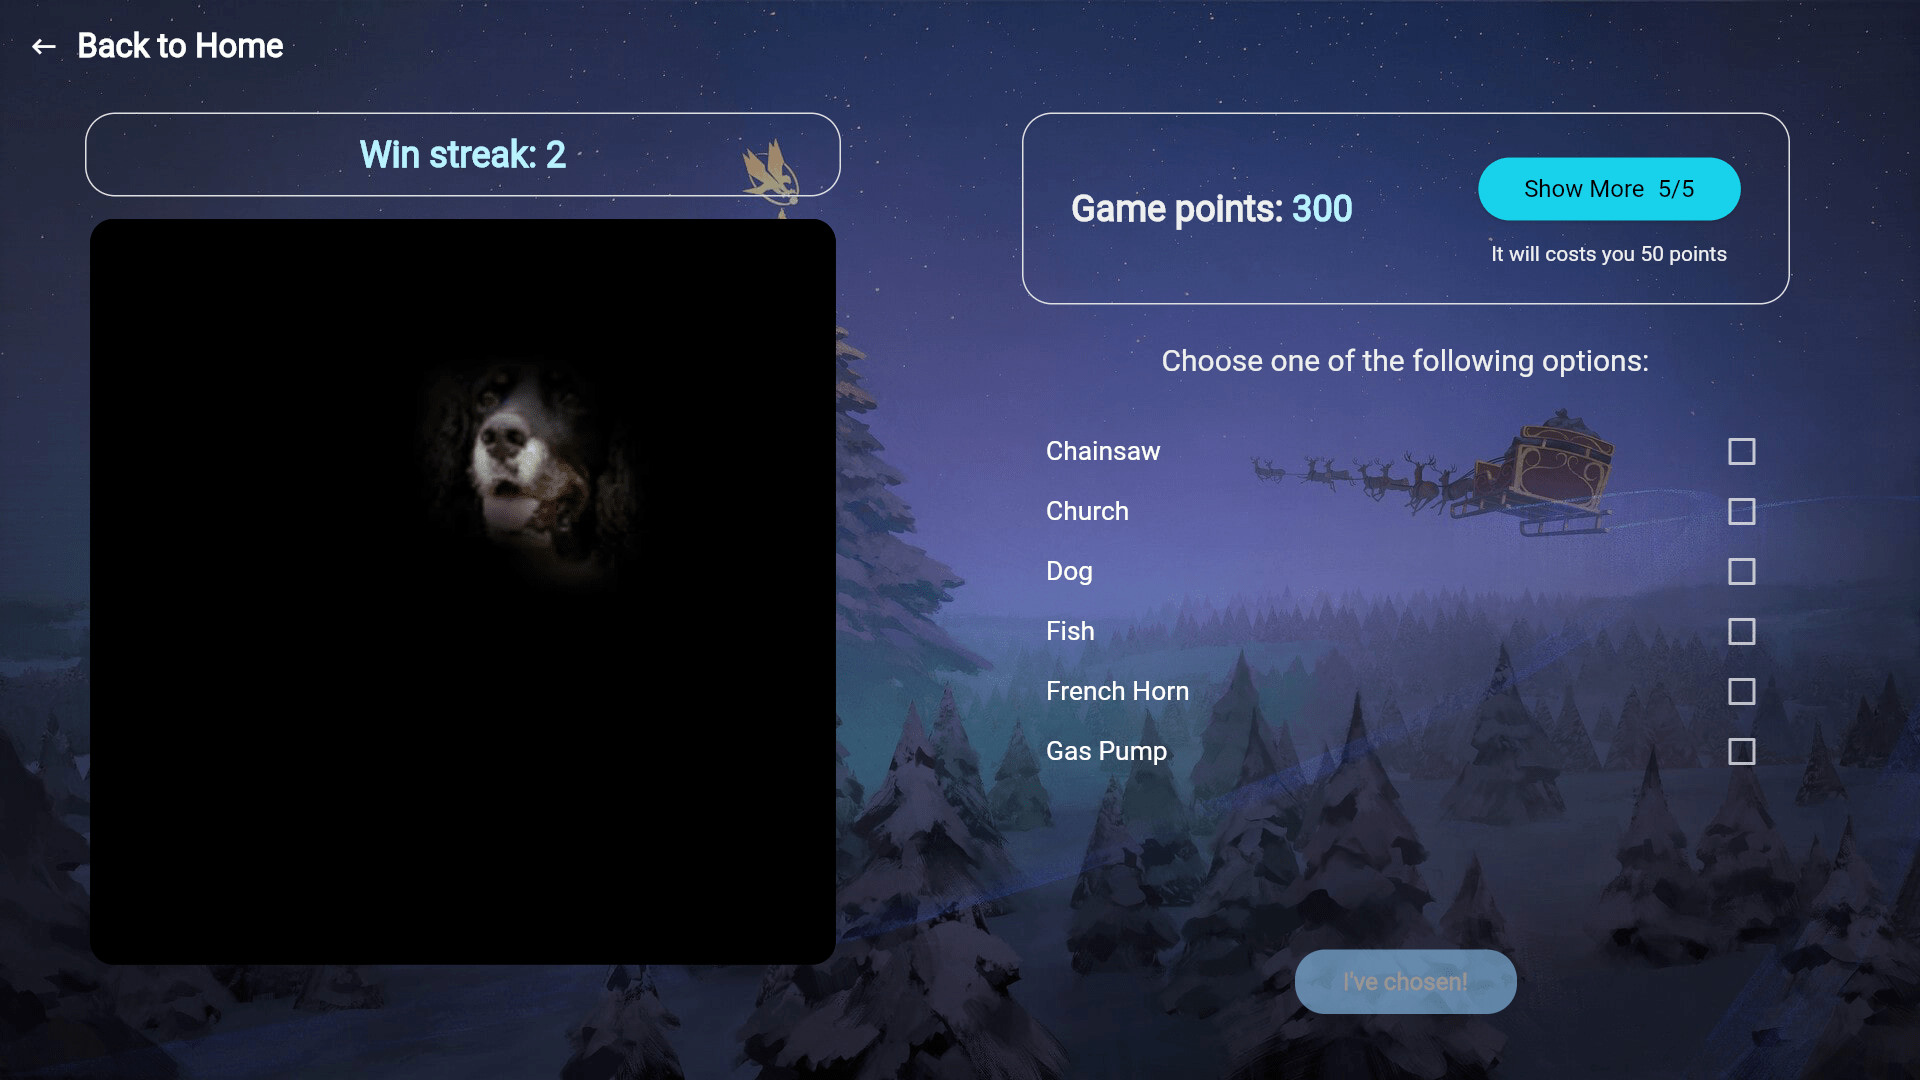 ← Back to Home
Win streak: 2
Game points: 300
Show More 5/5
It will costs you 50 points
Choose one of the following options:
Chainsaw
Church
Dog
Fish
French Horn
Gas Pump
I've chosen!